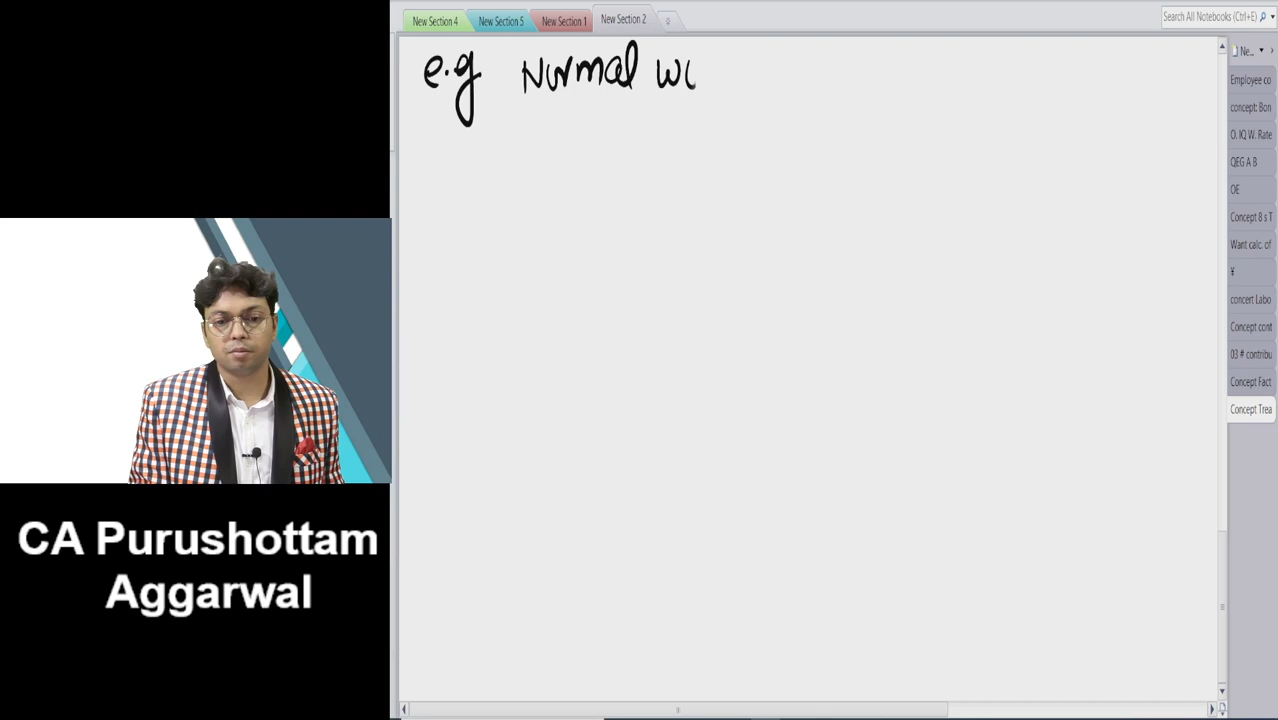 New Section 4
New Section 5
New Section 1
New Section 2
Search All Notebooks (Ctrl+E)
e.g Normal
Ne...
Employee co
concept: Bon
O. IQ W. Rate
QEG A B
OE
Concept 8 s T
Want calc. of
¥
concert Labo
Concept cont
03 # contribu
Concept Fact
Concept Trea
CA Purushottam
Aggarwal